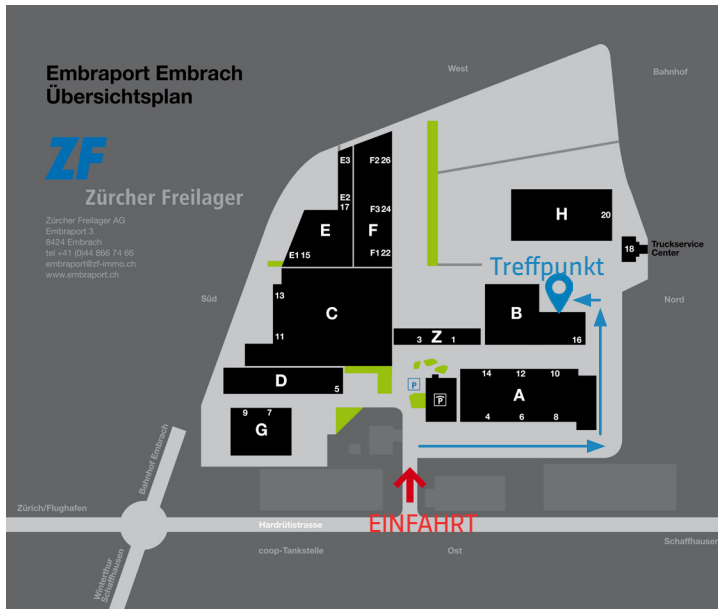 Embraport Embrach
Übersichtsplan
ZF
Zürcher Freilager
Zürcher Freilager AG
Embraport 3
8424 Embrach
tel +41 (0)44 866 74 66
embraport@zf-immo.ch
www.embraport.ch
West
Bahnhof
E3
F2 26
E2
17
F3 24
E
F
E1 15
F1 22
H
20
18
Truckservice
Center
Treffpunkt
Süd
Nord
13
C
11
B
16
3
Z
1
D
5
P
P
14
12
10
A
4
6
8
9
7
G
Bahnhof Embrach
Zürich/Flughafen
Hardrütistrasse
EINFAHRT
Schaffhausen
coop-Tankstelle
Ost
Winterthur
Schaffhausen